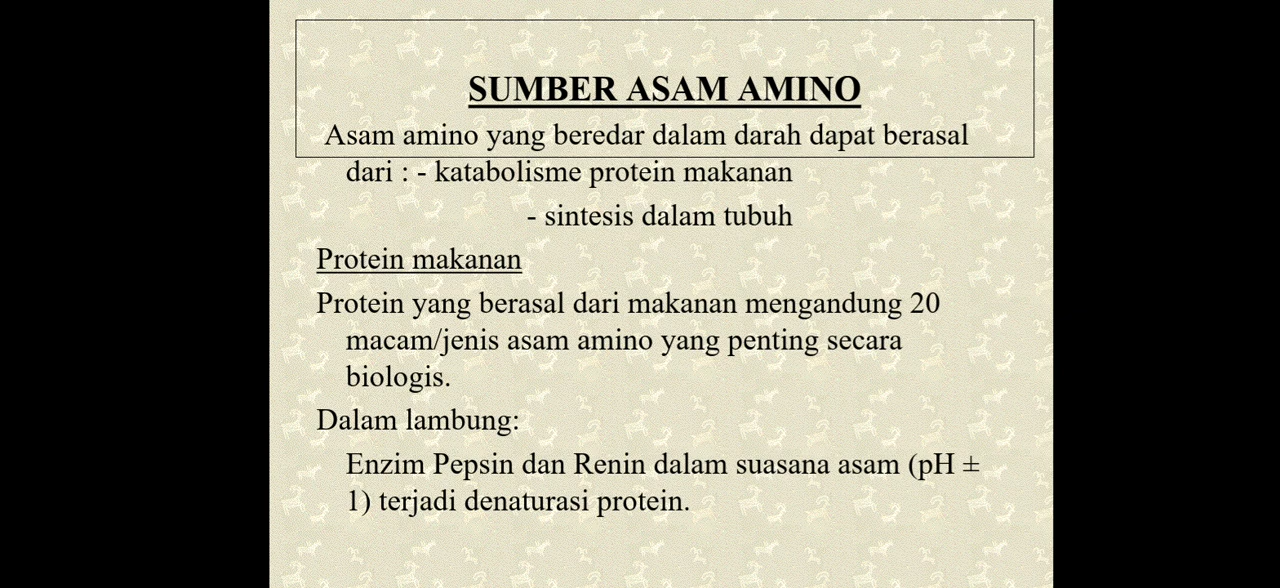 SUMBER ASAM AMINO
Asam amino yang beredar dalam darah dapat berasal
dari : - katabolisme protein makanan
- sintesis dalam tubuh
Protein makanan
Protein yang berasal dari makanan mengandung 20
macam/jenis asam amino yang penting secara
biologis.
Dalam lambung:
Enzim Pepsin dan Renin dalam suasana asam (pH ±
1) terjadi denaturasi protein.